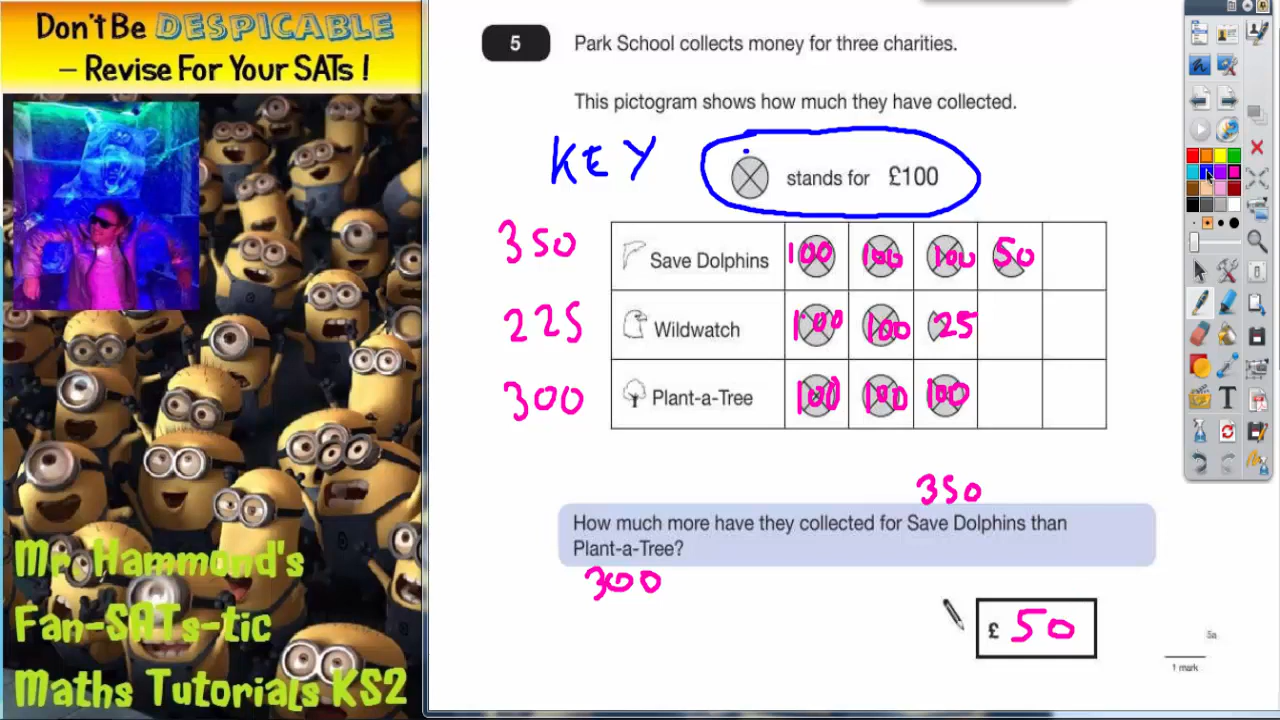 Don't Be DESPICABLE
– Revise For Your SATs !
Mr Hammond's
Fan-SATs-tic
Maths Tutorials KS2
5 Park School collects money for three charities.
This pictogram shows how much they have collected.
KEY
stands for £100
350 Save Dolphins 100 100 100 50
225 Wildwatch 100 100 25
300 Plant-a-Tree 100 100 100
350
How much more have they collected for Save Dolphins than
Plant-a-Tree?
300
£ 50
5a
1 mark